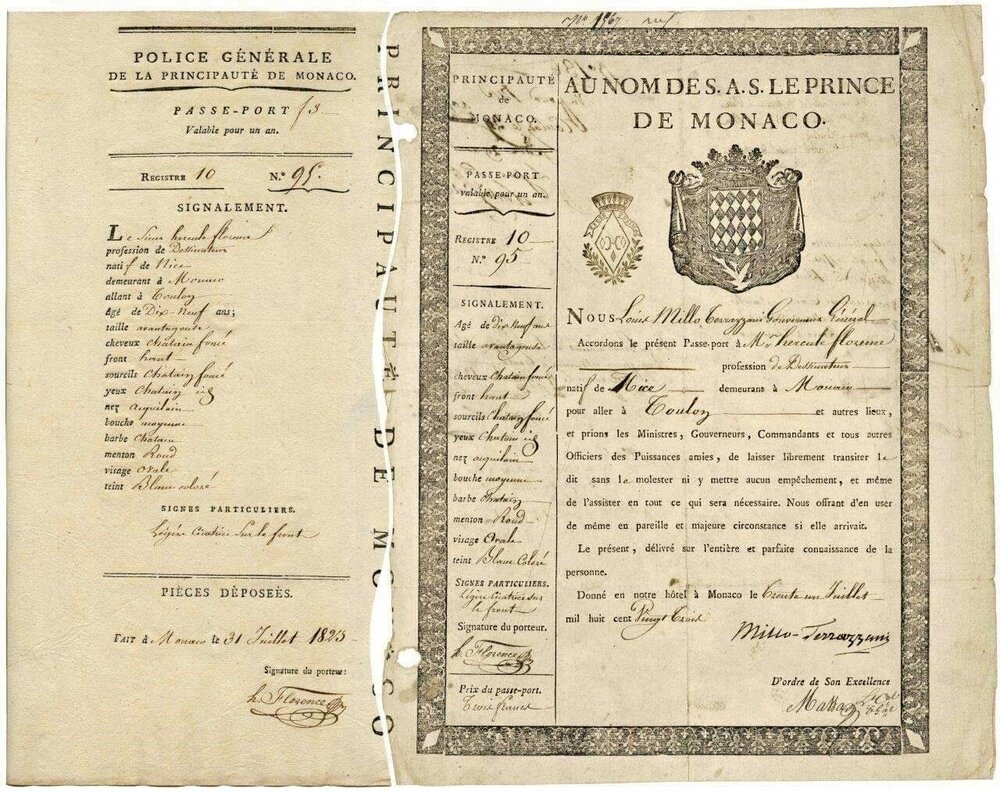 POLICE GÉNÉRALE
DE LA PRINCIPAUTÉ DE MONACO.
PASSE-PORT f 3
Valable pour un an.
REGISTRE 10 N.° 95.
SIGNALEMENT.
Le Sieur hercule florence
profession de Dessinateur
natif de Nice
demeurant à Monaco
allant à Toulon
Agé de Dix-Neuf ans;
taille avantageuse
cheveux Chatain foncé
front haut
sourcils Chatain foncé
yeux Chatain
nez aquilain
bouche moyenne
barbe Chatain
menton Rond
visage Ovale
teint Blanc coloré
SIGNES PARTICULIERS.
Légère Cicatrice Sur le front
PIÈCES DÉPOSEÉS.
FAIT à Monaco le 31 Juillet 1823
Signature du porteur:
h. Florence
PRINCIPAUTÉ DE MONACO
N.° 1567.
PRINCIPAUTÉ
de
MONACO.
PASSE-PORT
valable pour un an.
REGISTRE 10
N.° 95
SIGNALEMENT.
Agé de Dix Neuf ans
taille avantageuse
cheveux Chatain foncé
front haut
sourcils Chatain foncé
yeux Chatain
nez aquilain
bouche moyenne
barbe Chatain
menton Rond
visage Ovale
teint Blanc Coloré
SIGNES PARTICULIERS.
Légère Cicatrice Sur
le front
Signature du porteur.
h. Florence
Prix du passe-port.
Trois francs
AU NOM DE S. A. S. LE PRINCE
DE MONACO.
NOUS Louis Millo Terrazzani Gouverneur Général
Accordons le présent Passe-port à Mr hercule florence
profession de Dessinateur
natif de Nice demeurant à Monaco
pour aller à Toulon et autres lieux,
et prions les Ministres, Gouverneurs, Commandants et tous autres
Officiers des Puissances amies, de laisser librement transiter le
dit sans la molester ni y mettre aucun empêchement, et même
de l'assister en tout ce qui sera nécessaire. Nous offrant d'en user
de même en pareille et majeure circonstance si elle arrivait.
Le présent, délivré sur l'entière et parfaite connaissance de la
personne.
Donné en notre hôtel à Monaco le Trente un Juillet
mil huit cent Vingt Trois
Millo-Terrazzani
D'ordre de Son Excellence